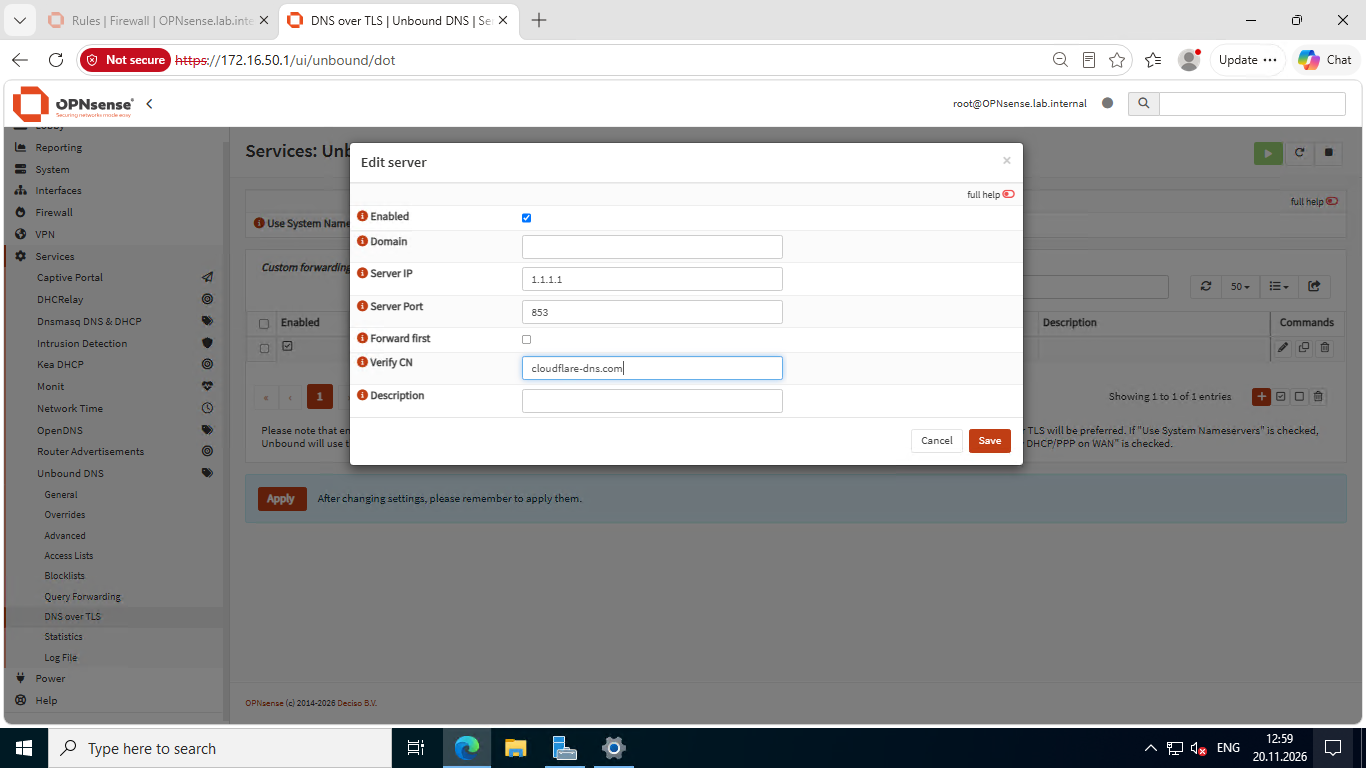 Rules | Firewall | OPNsense.lab.inte
DNS over TLS | Unbound DNS | Se
Not secure https://172.16.50.1/ui/unbound/dot
Update
Chat
OPNsense
Securing networks made easy
root@OPNsense.lab.internal
Lobby
Reporting
System
Interfaces
Firewall
VPN
Services
Captive Portal
DHCRelay
Dnsmasq DNS & DHCP
Intrusion Detection
Kea DHCP
Monit
Network Time
OpenDNS
Router Advertisements
Unbound DNS
General
Overrides
Advanced
Access Lists
Blocklists
Query Forwarding
DNS over TLS
Statistics
Log File
Power
Help
Services: Unb
full help
Use System Name
Custom forwarding
50
Enabled
Description
Commands
« ‹ 1
Showing 1 to 1 of 1 entries
Please note that en
TLS will be preferred. If "Use System Nameservers" is checked,
Unbound will use t
DHCP/PPP on WAN" is checked.
Apply
After changing settings, please remember to apply them.
OPNsense (c) 2014-2026 Deciso B.V.
Edit server
×
full help
Enabled
Domain
Server IP
1.1.1.1
Server Port
853
Forward first
Verify CN
cloudflare-dns.com
Description
Cancel
Save
Type here to search
ENG
12:59
20.11.2026